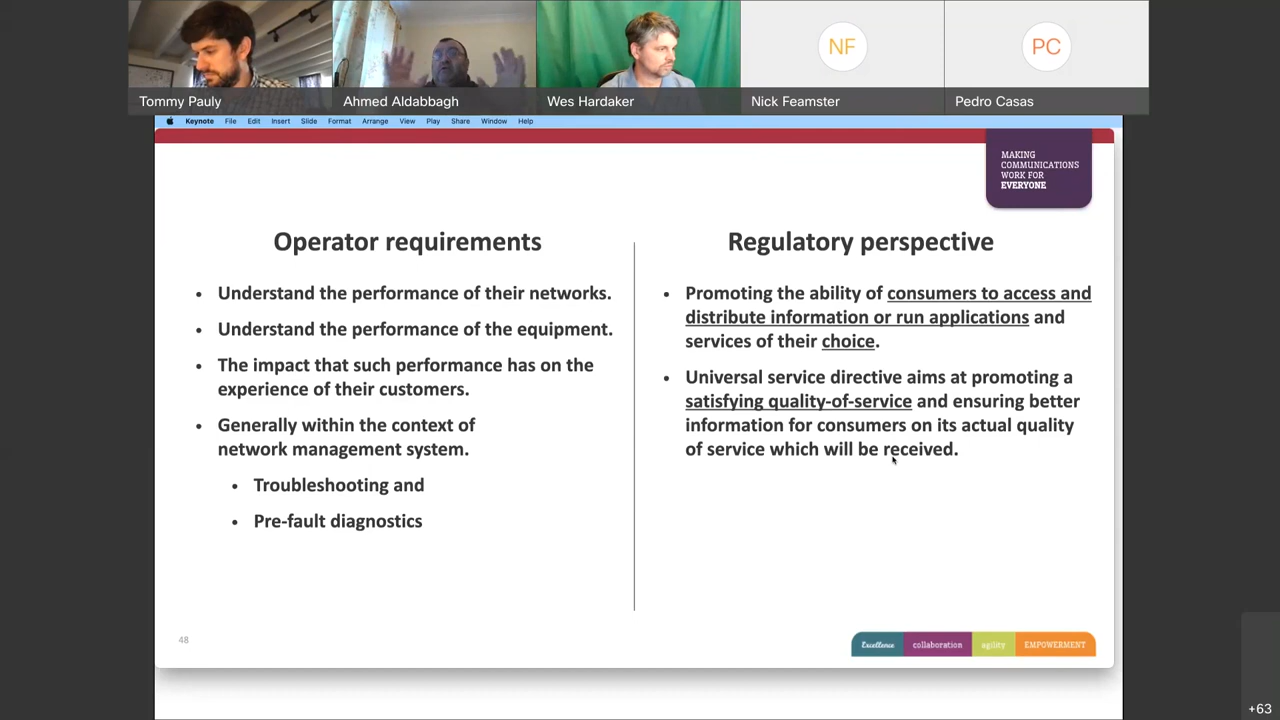 NF
PC
Tommy Pauly
Ahmed Aldabbagh
Wes Hardaker
Nick Feamster
Pedro Casas
Keynote File Edit Insert Slide Format Arrange View Play Share Window Help
MAKING
COMMUNICATIONS
WORK FOR
EVERYONE
Operator requirements
• Understand the performance of their networks.
• Understand the performance of the equipment.
• The impact that such performance has on the
experience of their customers.
• Generally within the context of
network management system.
• Troubleshooting and
• Pre-fault diagnostics
Regulatory perspective
• Promoting the ability of consumers to access and
distribute information or run applications and
services of their choice.
• Universal service directive aims at promoting a
satisfying quality-of-service and ensuring better
information for consumers on its actual quality
of service which will be received.
48
Excellence collaboration agility EMPOWERMENT
+63